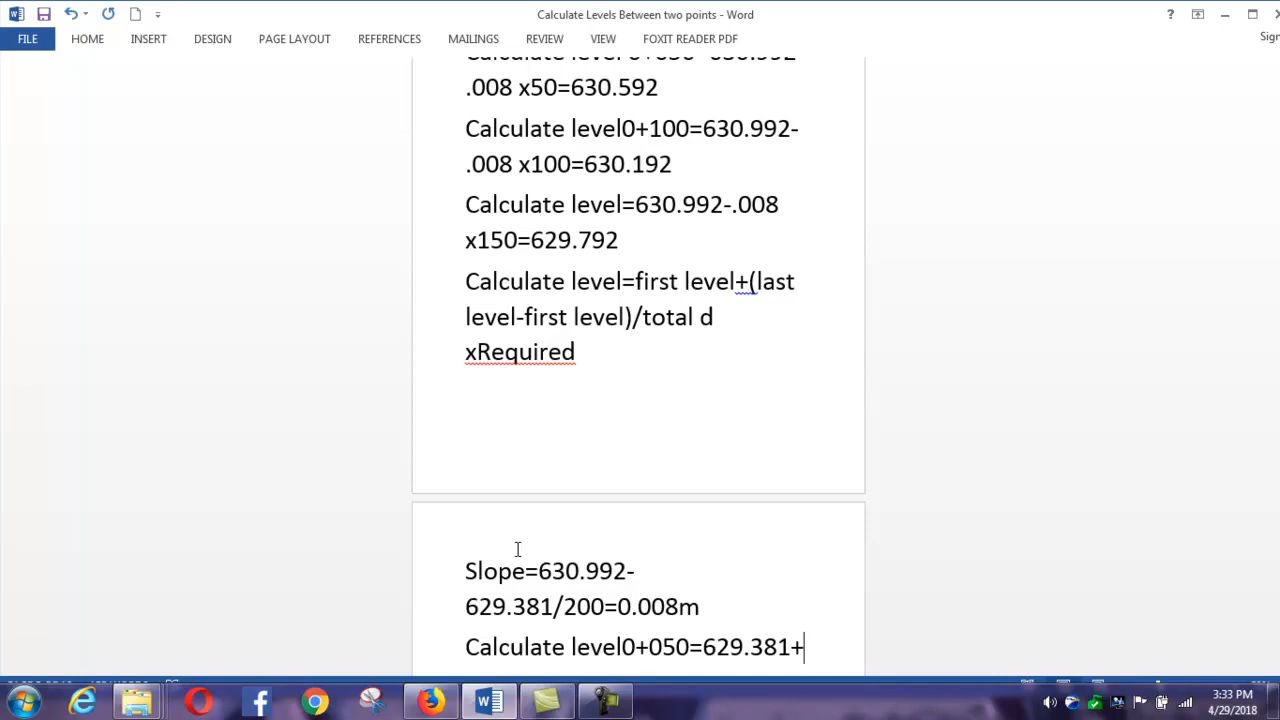 Calculate Levels Between two points - Word
?
Sign
FILE HOME INSERT DESIGN PAGE LAYOUT REFERENCES MAILINGS REVIEW VIEW FOXIT READER PDF
.008 x50=630.592
Calculate level0+100=630.992-
.008 x100=630.192
Calculate level=630.992-.008
x150=629.792
Calculate level=first level+(last
level-first level)/total d
xRequired
Slope=630.992-
629.381/200=0.008m
Calculate level0+050=629.381+
3:33 PM
4/29/2018